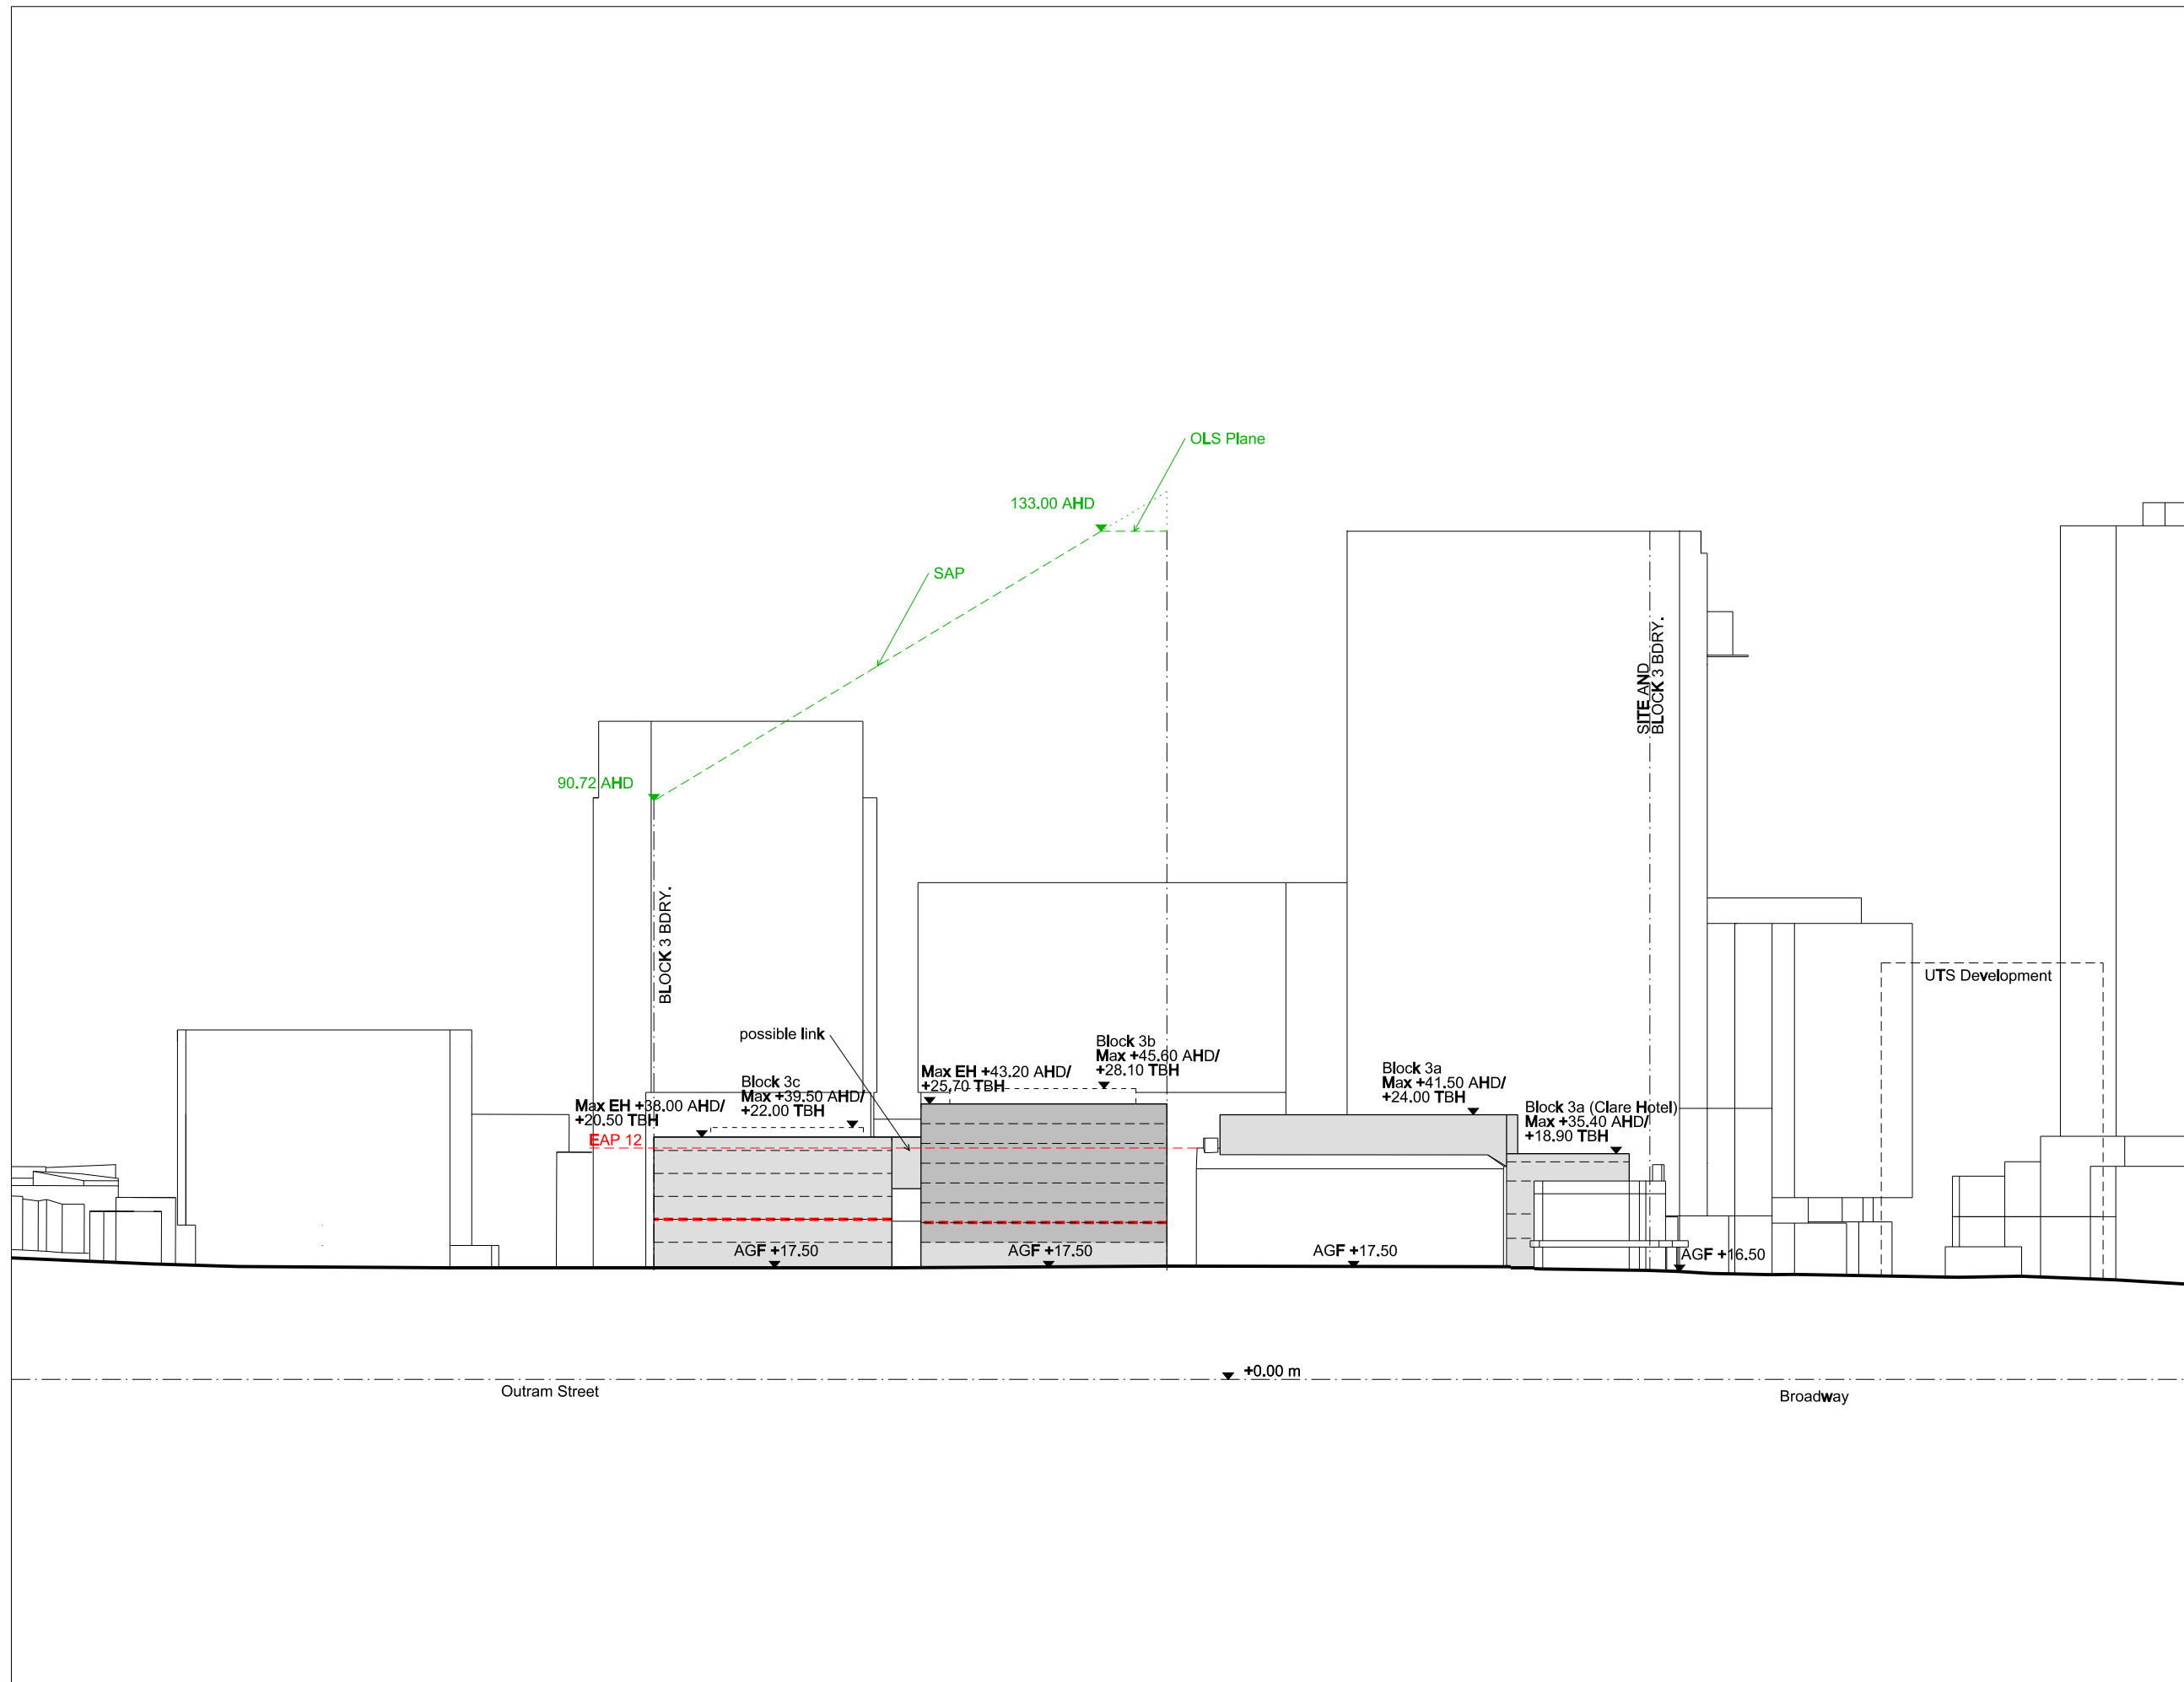 OLS Plane
133.00 AHD
SAP
SITE AND
BLOCK 3 BDRY.
90.72 AHD
BLOCK 3 BDRY.
UTS Development
possible link
Block 3b
Max +45.60 AHD/
+28.10 TBH
Max EH +43.20 AHD/
+25.70 TBH
Block 3a
Max +41.50 AHD/
+24.00 TBH
Block 3c
Max +39.50 AHD/
+22.00 TBH
Max EH +38.00 AHD/
+20.50 TBH
Block 3a (Clare Hotel)
Max +35.40 AHD/
+18.90 TBH
EAP 12
AGF +17.50
AGF +17.50
AGF +17.50
AGF +16.50
+0.00 m
Outram Street
Broadway